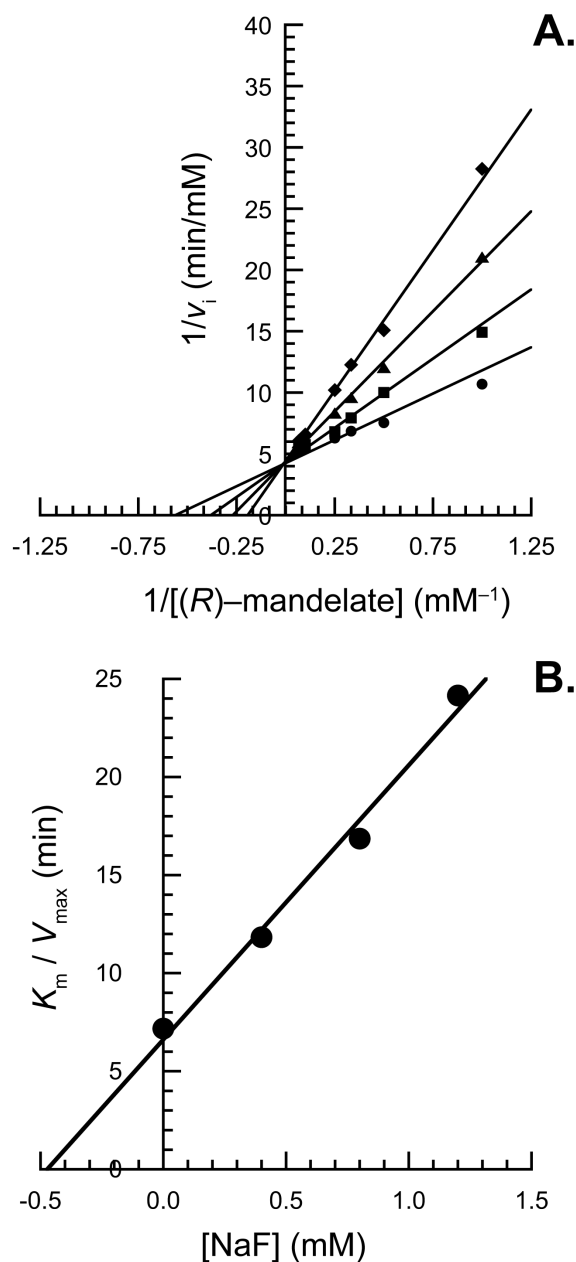 A.
40
35
30
25
20
15
10
5
0
1/vᵢ (min/mM)
-1.25 -0.75 -0.25 0.25 0.75 1.25
1/[(R)–mandelate] (mM⁻¹)
B.
25
20
15
10
5
0
Kₘ / Vₘₐₓ (min)
-0.5 0.0 0.5 1.0 1.5
[NaF] (mM)